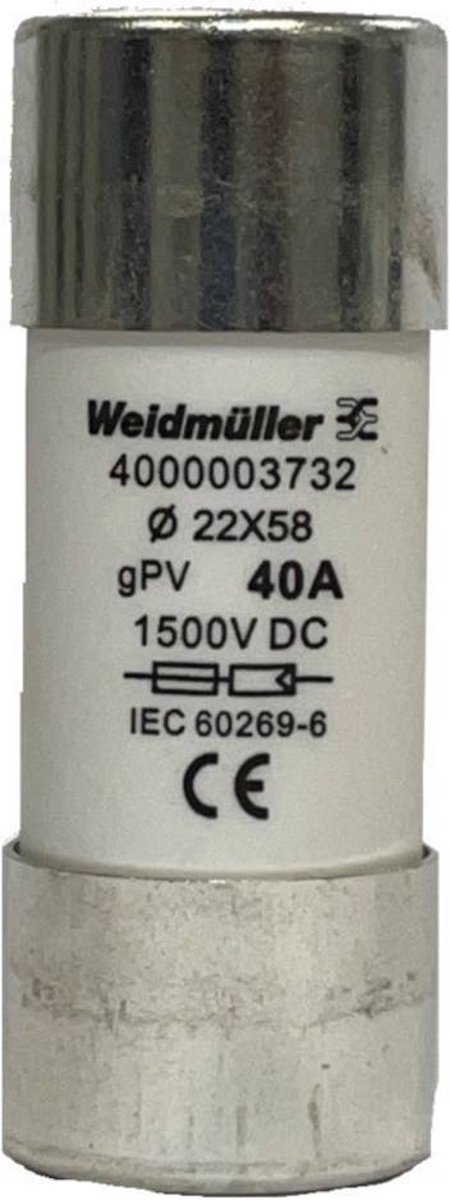 Weidmüller
4000003732
Ø 22X58
gPV 40A
1500V DC
IEC 60269-6
CE